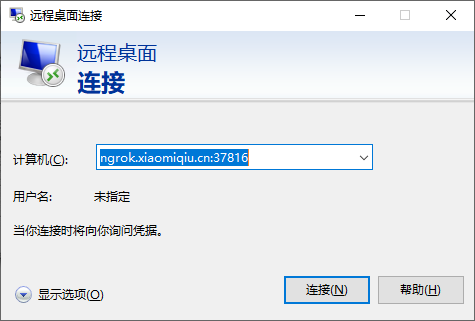 远程桌面连接
远程桌面
连接
计算机(C):
ngrok.xiaomiqiu.cn:37816
用户名:
未指定
当你连接时将向你询问凭据。
显示选项(O)
连接(N)
帮助(H)